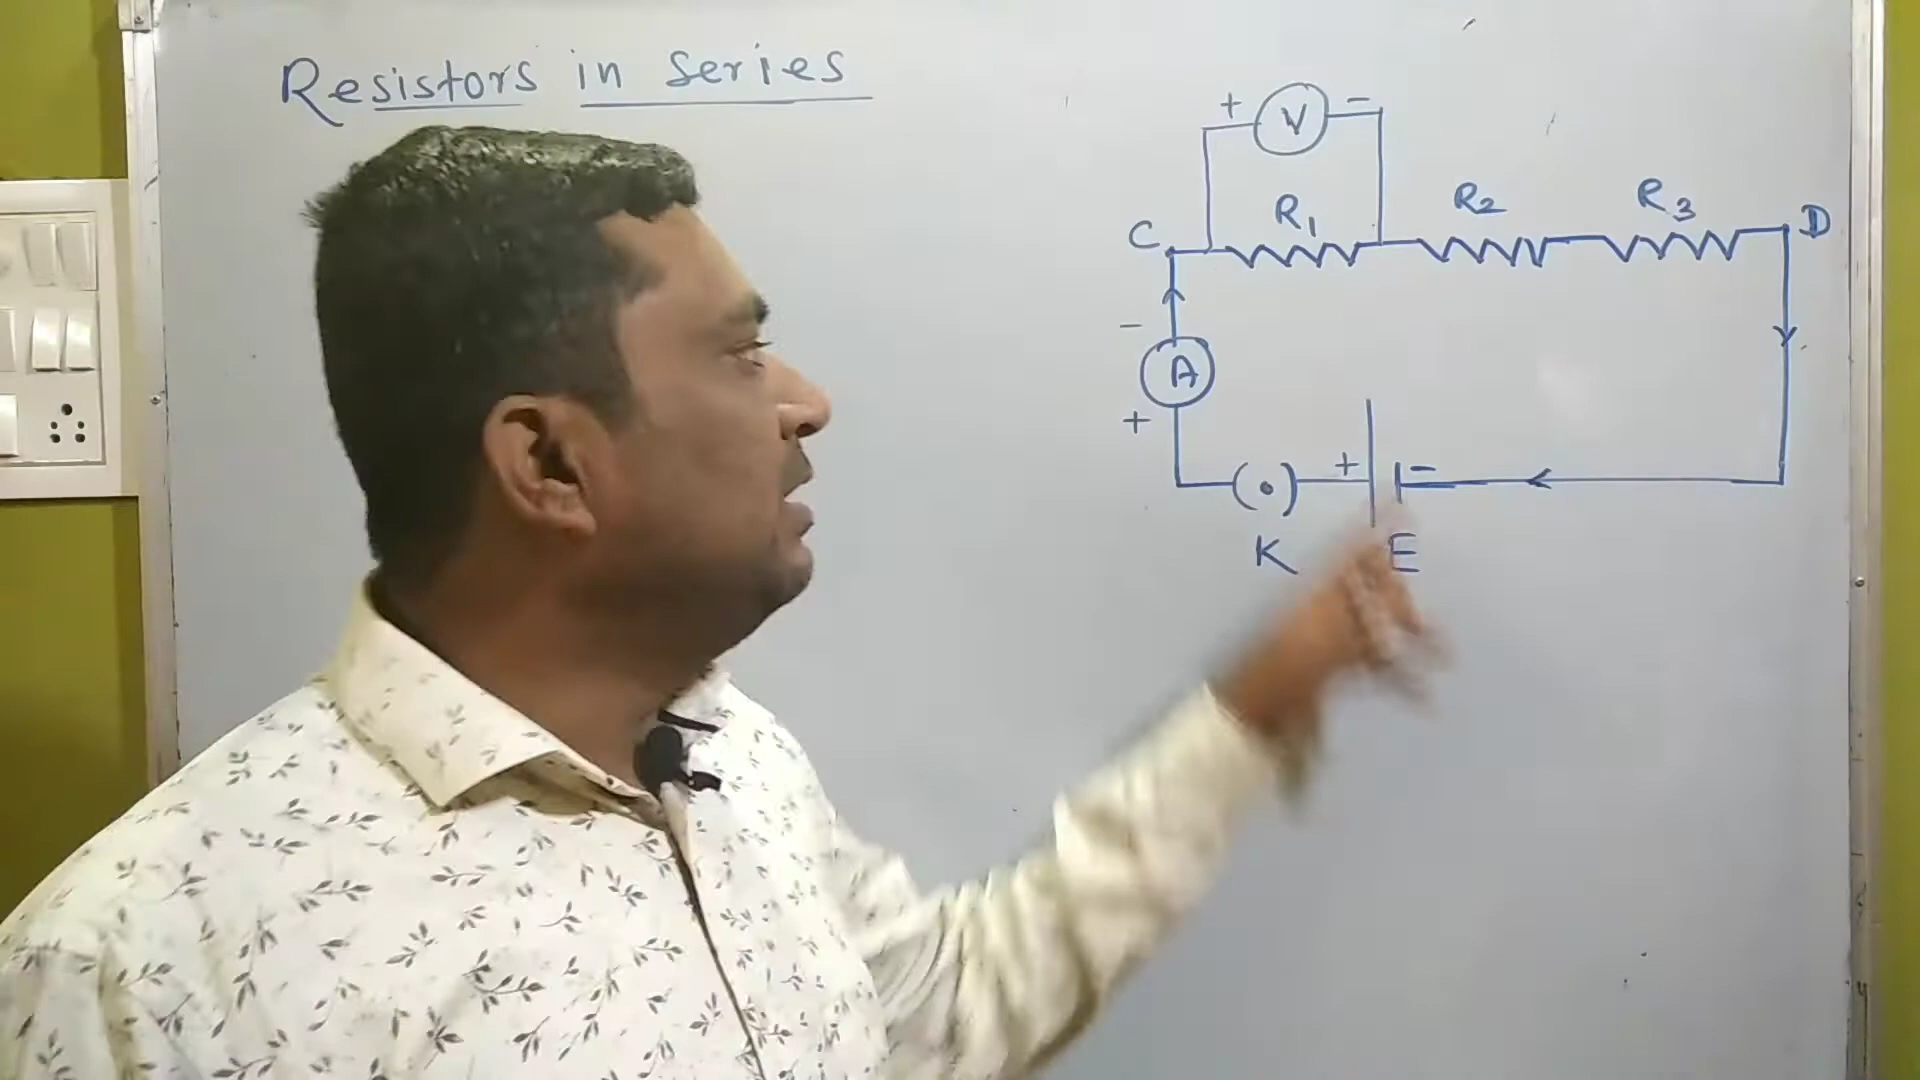 Resistors in series
+ V -
R1 R2 R3
C D
-
A
+
+ -
K E